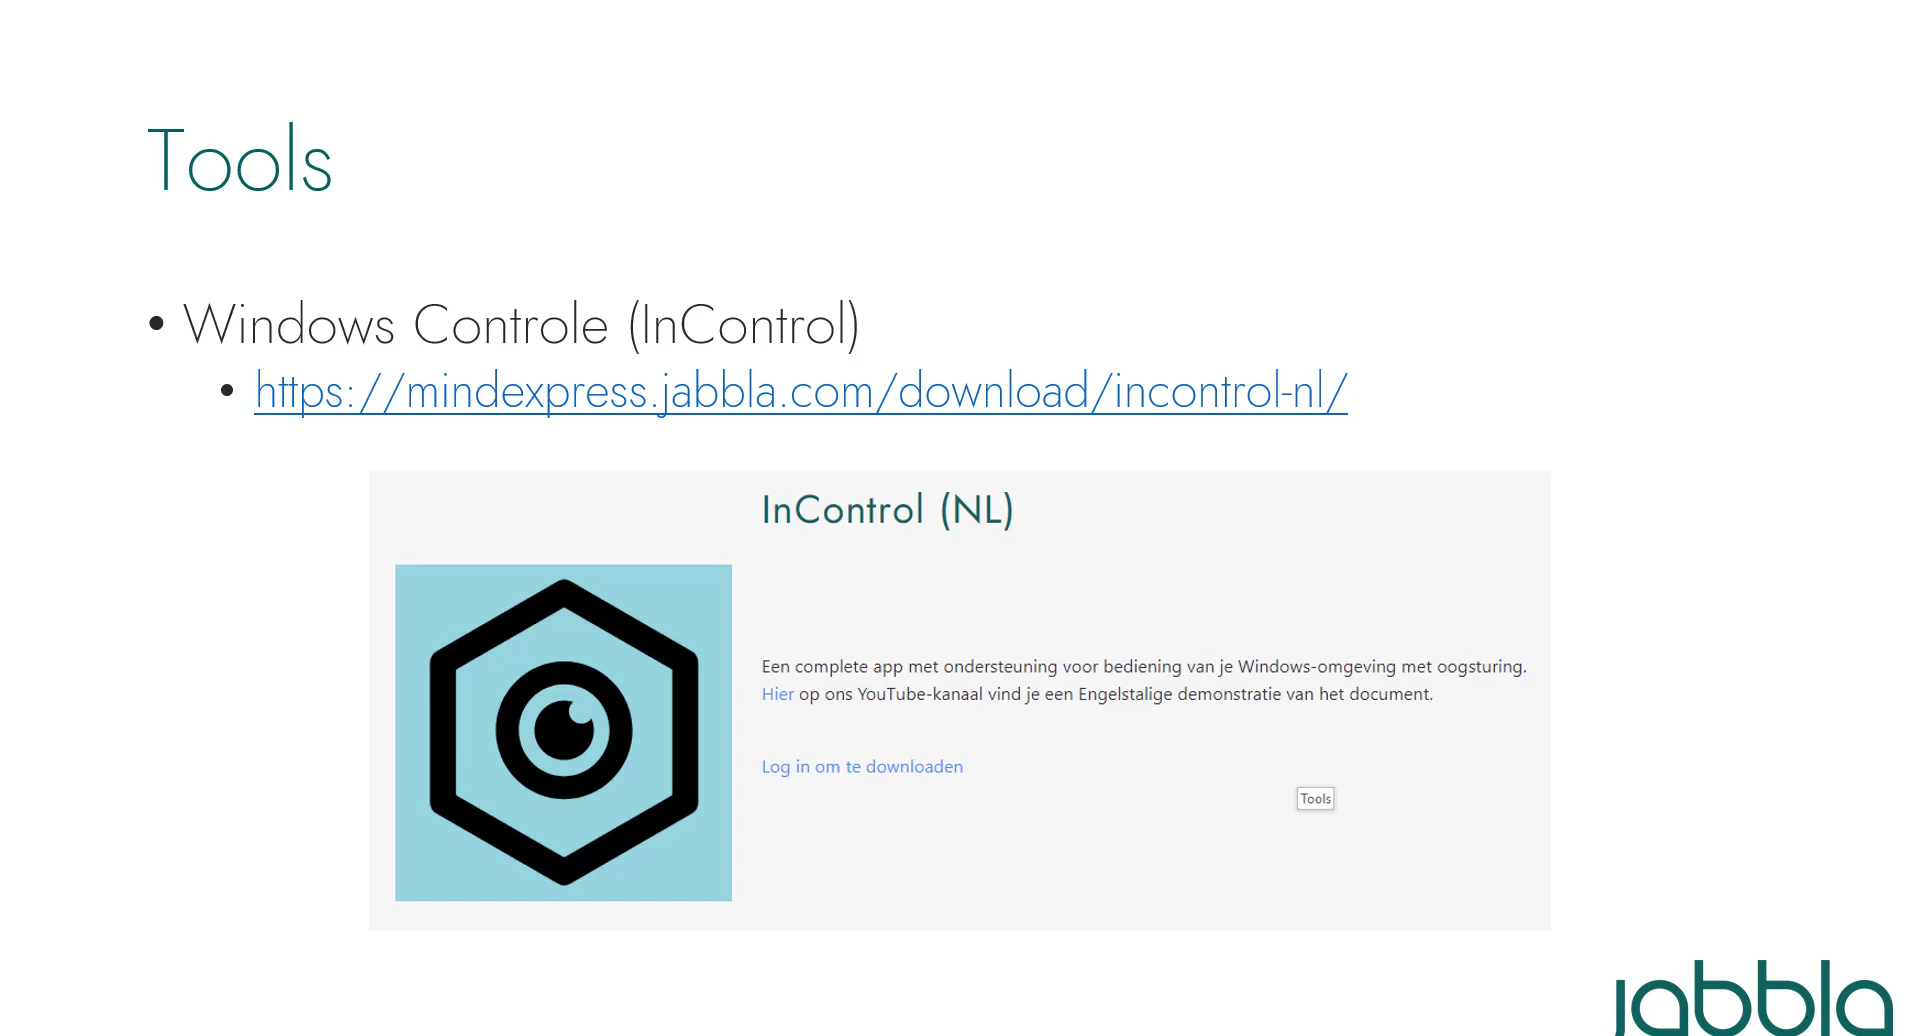 Tools
• Windows Controle (InControl)
• https://mindexpress.jabbla.com/download/incontrol-nl/
InControl (NL)
Een complete app met ondersteuning voor bediening van je Windows-omgeving met oogsturing.
Hier op ons YouTube-kanaal vind je een Engelstalige demonstratie van het document.
Log in om te downloaden
Tools
jabbla